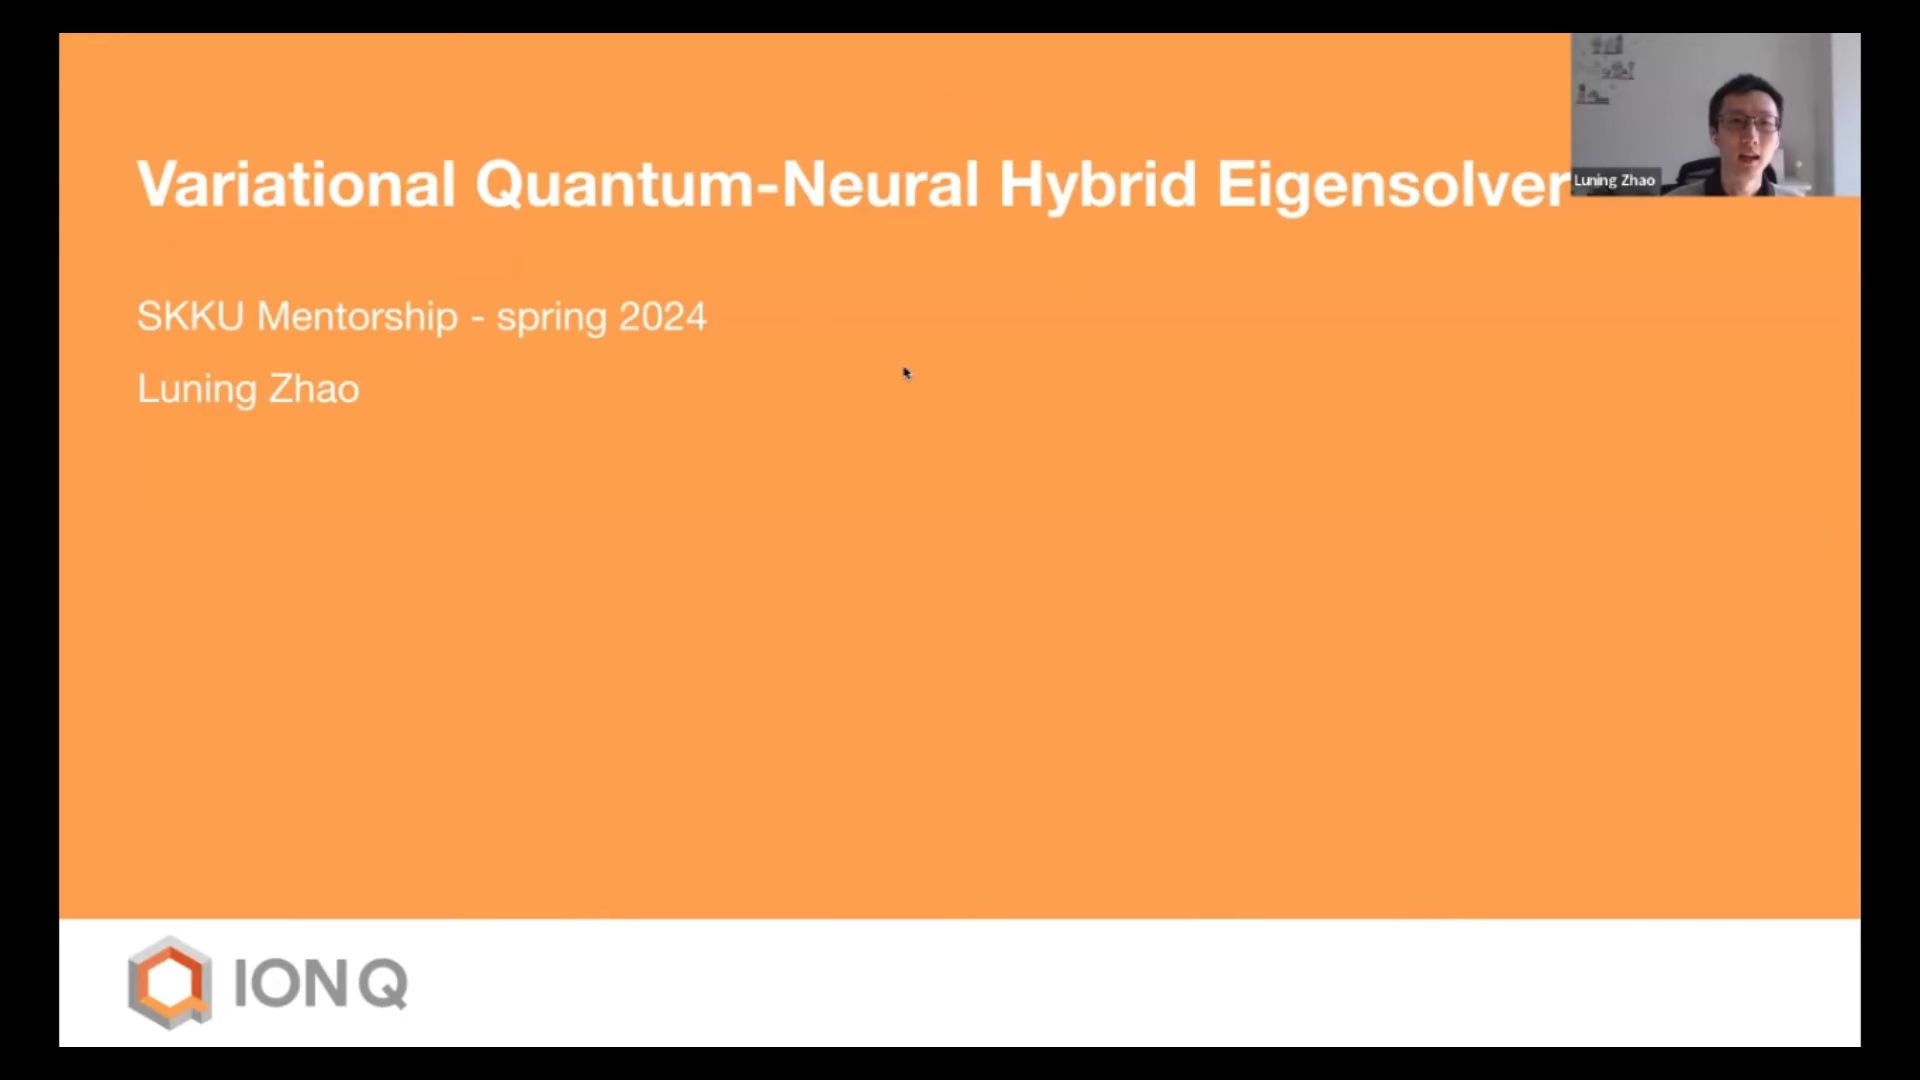 Variational Quantum-Neural Hybrid Eigensolver
Luning Zhao
SKKU Mentorship - spring 2024
Luning Zhao
IONQ